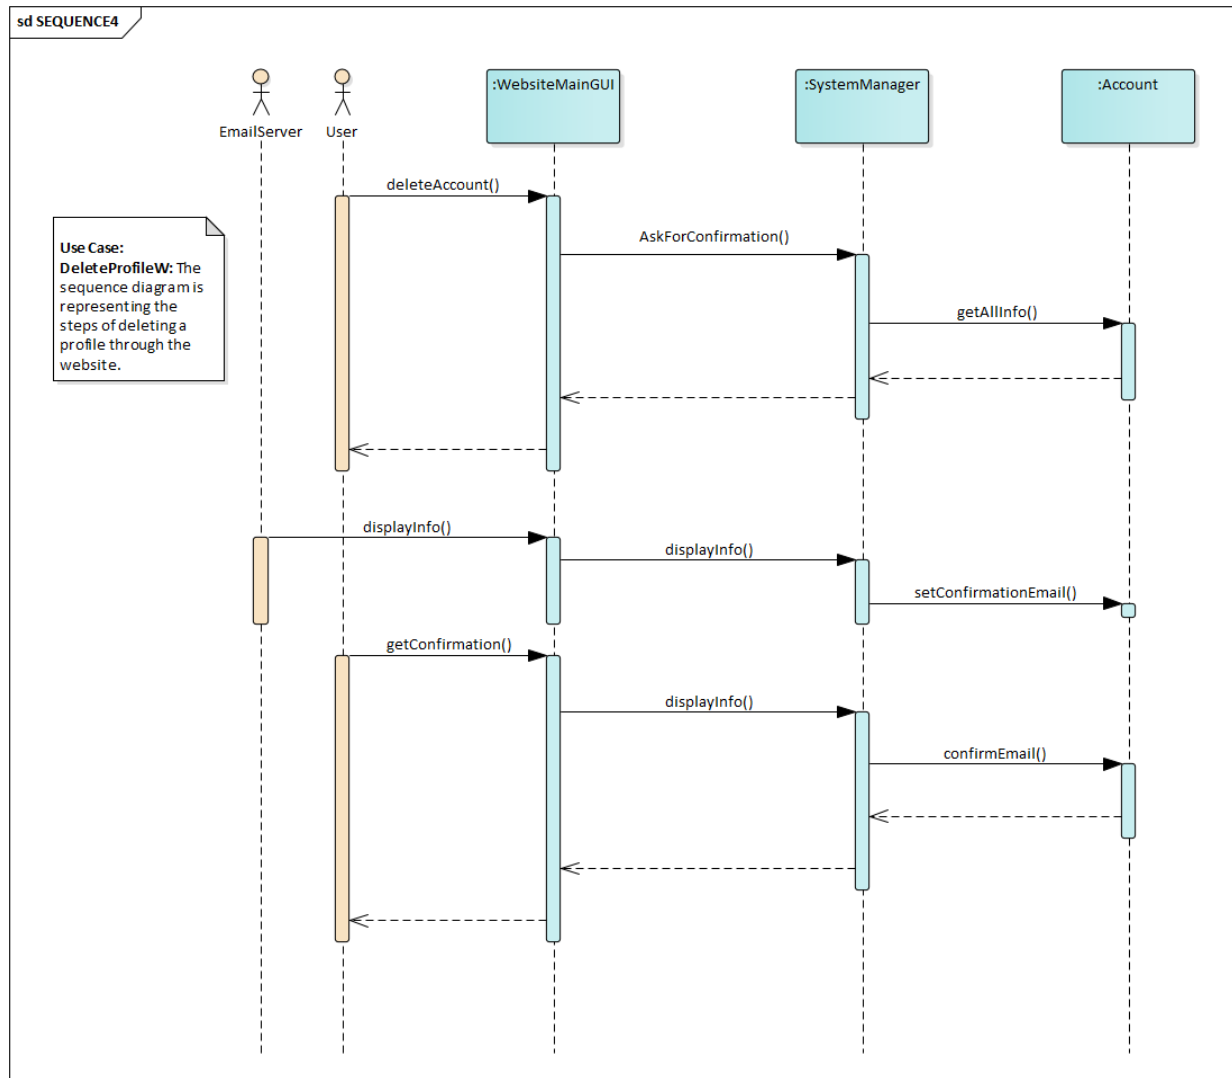 sd SEQUENCE4
:WebsiteMainGUI
:SystemManager
:Account
EmailServer
User
deleteAccount()
AskForConfirmation()
Use Case:
DeleteProfileW: The
sequence diagram is
representing the
steps of deleting a
profile through the
website.
getAllInfo()
displayInfo()
displayInfo()
setConfirmationEmail()
getConfirmation()
displayInfo()
confirmEmail()